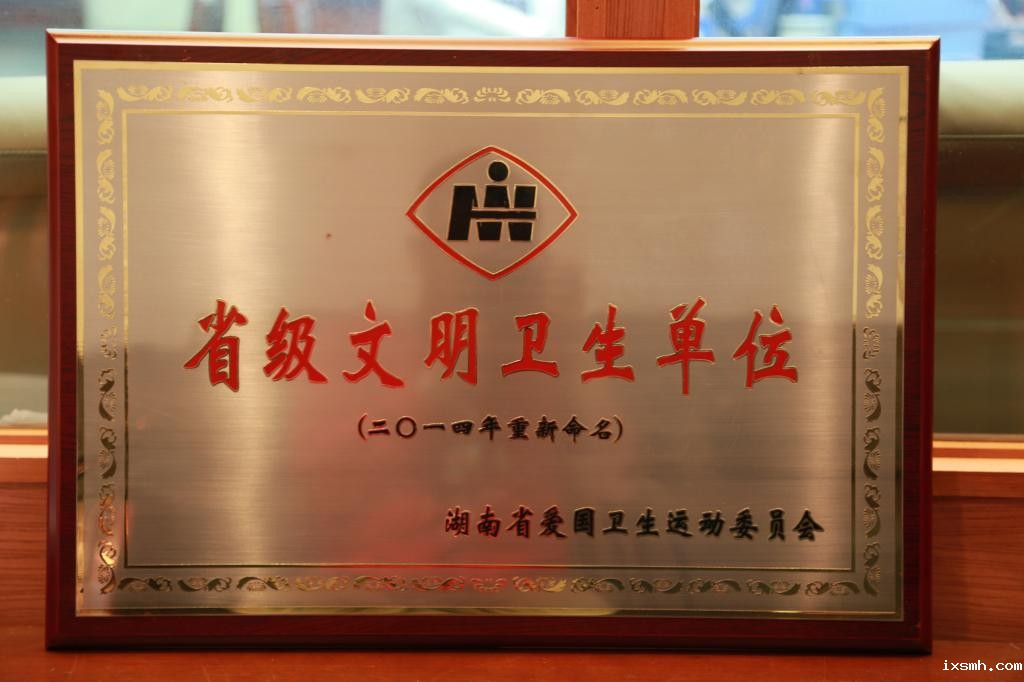 省级文明卫生单位
(二〇一四年重新命名)
湖南省爱国卫生运动委员会
ixsmh.com